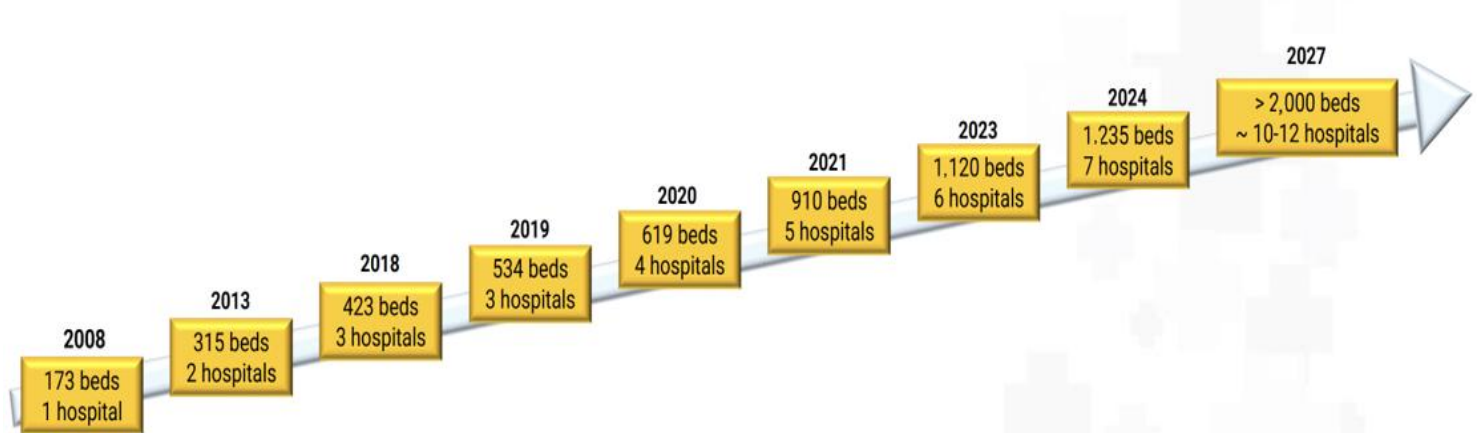 2008
173 beds
1 hospital
2013
315 beds
2 hospitals
2018
423 beds
3 hospitals
2019
534 beds
3 hospitals
2020
619 beds
4 hospitals
2021
910 beds
5 hospitals
2023
1,120 beds
6 hospitals
2024
1,235 beds
7 hospitals
2027
> 2,000 beds
~ 10-12 hospitals